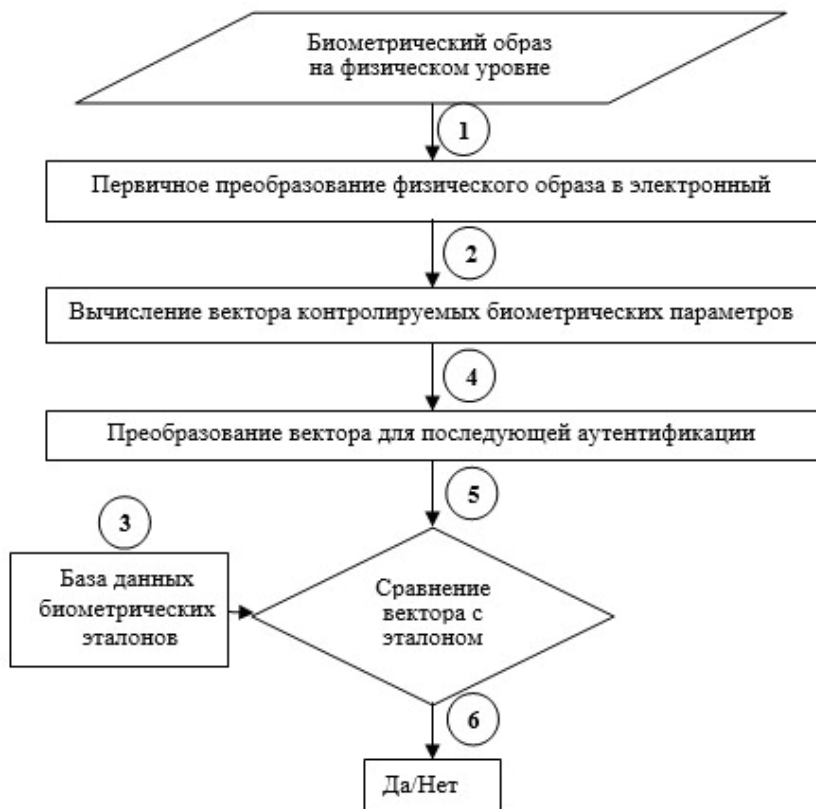 Биометрический образ
на физическом уровне
1
Первичное преобразование физического образа в электронный
2
Вычисление вектора контролируемых биометрических параметров
4
Преобразование вектора для последующей аутентификации
5
3
База данных
биометрических
эталонов
Сравнение
вектора с
эталоном
6
Да/Нет